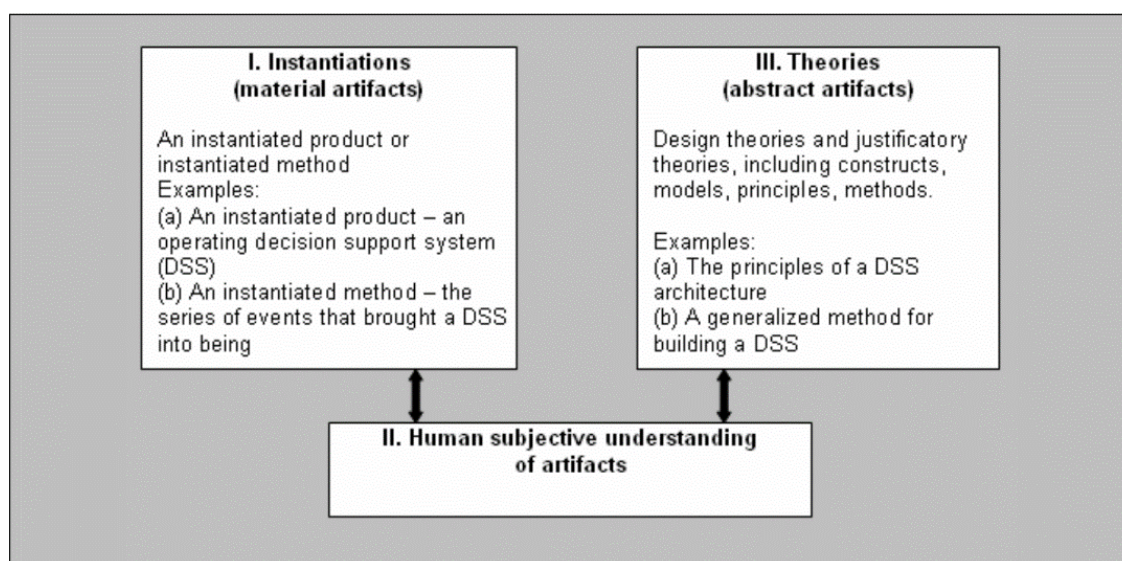 I. Instantiations
(material artifacts)
An instantiated product or
instantiated method
Examples:
(a) An instantiated product – an
operating decision support system
(DSS)
(b) An instantiated method – the
series of events that brought a DSS
into being
III. Theories
(abstract artifacts)
Design theories and justificatory
theories, including constructs,
models, principles, methods.
Examples:
(a) The principles of a DSS
architecture
(b) A generalized method for
building a DSS
II. Human subjective understanding
of artifacts